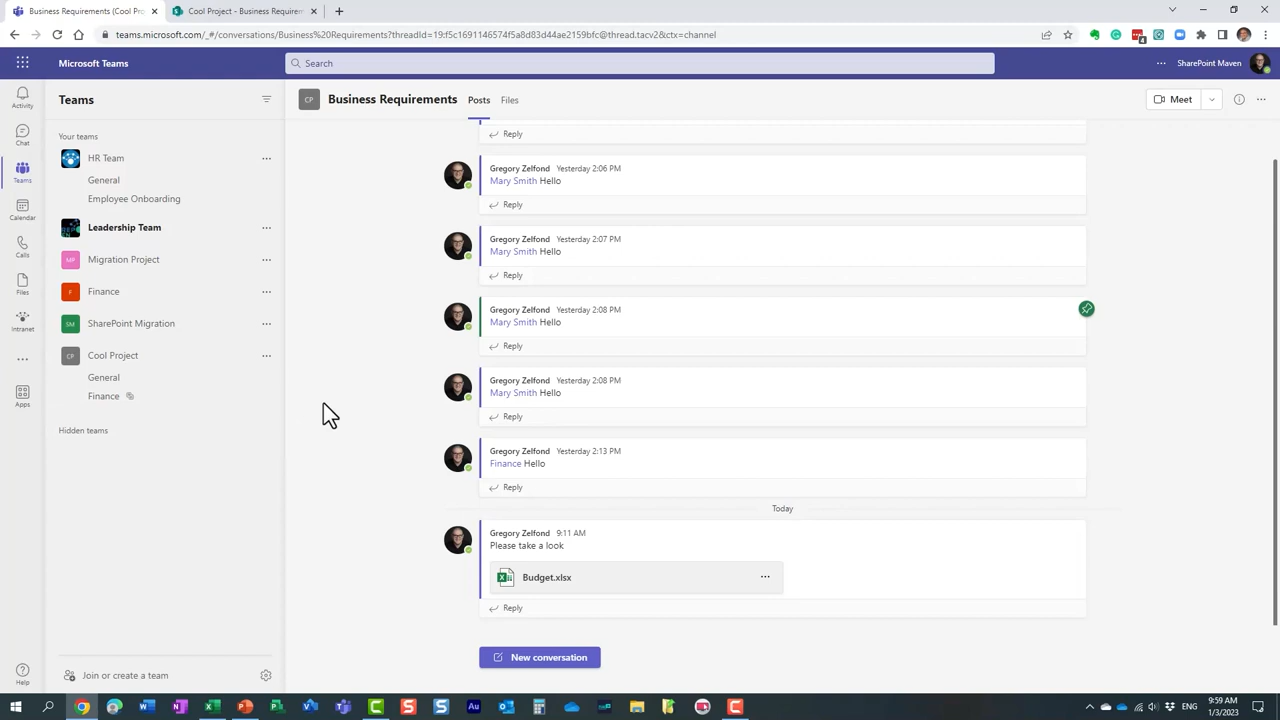 Business Requirements (Cool Pro
Cool Project - Business Requirem
teams.microsoft.com/_#/conversations/Business%20Requirements?threadId=19:f5c1691146574f5a8d83d44ae2159bfc@thread.tacv2&ctx=channel
Microsoft Teams
Search
SharePoint Maven
Activity
Chat
Teams
Calendar
Calls
Files
Intranet
Apps
Help
Teams
Your teams
HR Team
General
Employee Onboarding
Leadership Team
MP Migration Project
F Finance
SM SharePoint Migration
CP Cool Project
General
Finance
Hidden teams
Join or create a team
CP Business Requirements Posts Files
Meet
Reply
Gregory Zelfond Yesterday 2:06 PM
Mary Smith Hello
Reply
Gregory Zelfond Yesterday 2:07 PM
Mary Smith Hello
Reply
Gregory Zelfond Yesterday 2:08 PM
Mary Smith Hello
Reply
Gregory Zelfond Yesterday 2:08 PM
Mary Smith Hello
Reply
Gregory Zelfond Yesterday 2:13 PM
Finance Hello
Reply
Today
Gregory Zelfond 9:11 AM
Please take a look
Budget.xlsx
Reply
New conversation
ENG
9:59 AM
1/3/2023